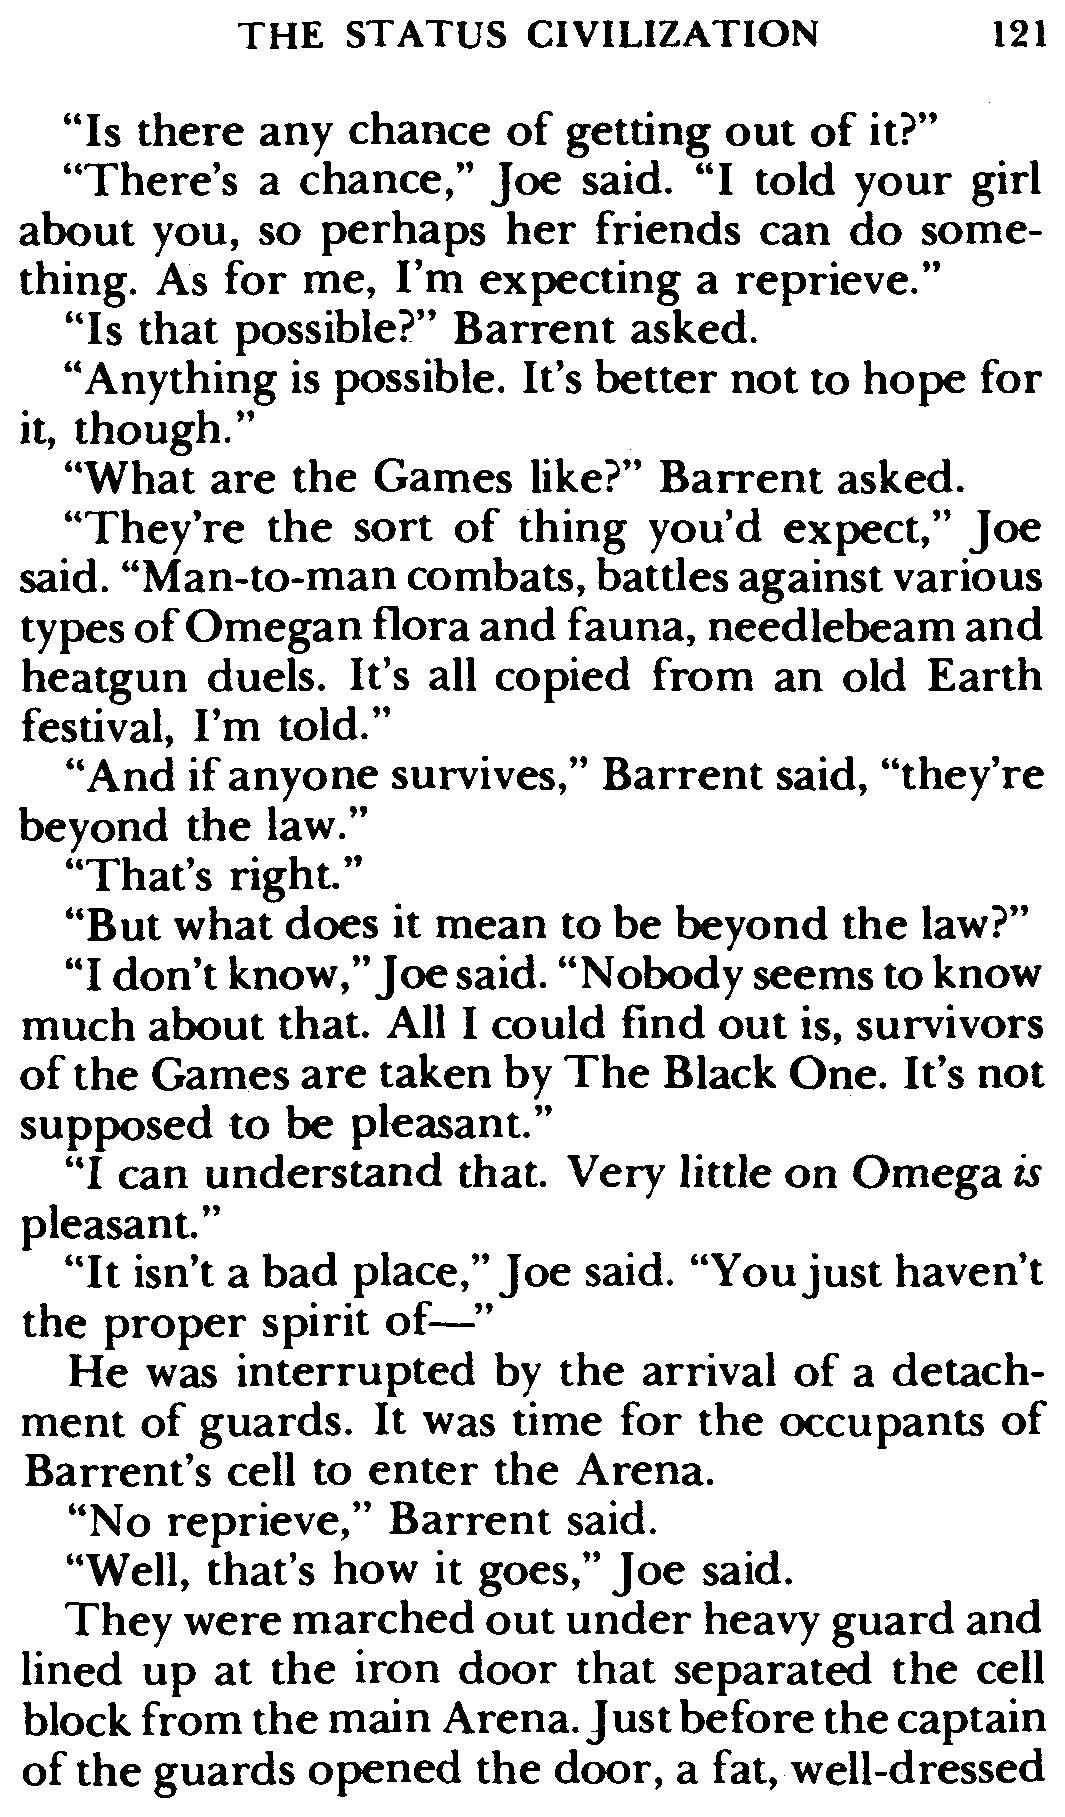 THE STATUS CIVILIZATION 121
“Is there any chance of getting out of it?”
“There's a chance,” Joe said. “I told your girl
about you, so perhaps her friends can do some-
thing. As for me, I'm expecting a reprieve.”
“Is that possible?” Barrent asked.
“Anything is possible. It's better not to hope for
it, though.”
“What are the Games like?” Barrent asked.
“They're the sort of thing you'd expect,” Joe
said. “Man-to-man combats, battles against various
types of Omegan flora and fauna, needlebeam and
heatgun duels. It's all copied from an old Earth
festival, I'm told.”
“And if anyone survives,” Barrent said, “they're
beyond the law.”
“That's right.”
“But what does it mean to be beyond the law?”
“I don't know,” Joe said. “Nobody seems to know
much about that. All I could find out is, survivors
of the Games are taken by The Black One. It's not
supposed to be pleasant.”
“I can understand that. Very little on Omega is
pleasant.”
“It isn't a bad place,” Joe said. “You just haven't
the proper spirit of—”
He was interrupted by the arrival of a detach-
ment of guards. It was time for the occupants of
Barrent's cell to enter the Arena.
“No reprieve,” Barrent said.
“Well, that's how it goes,” Joe said.
They were marched out under heavy guard and
lined up at the iron door that separated the cell
block from the main Arena. Just before the captain
of the guards opened the door, a fat, well-dressed